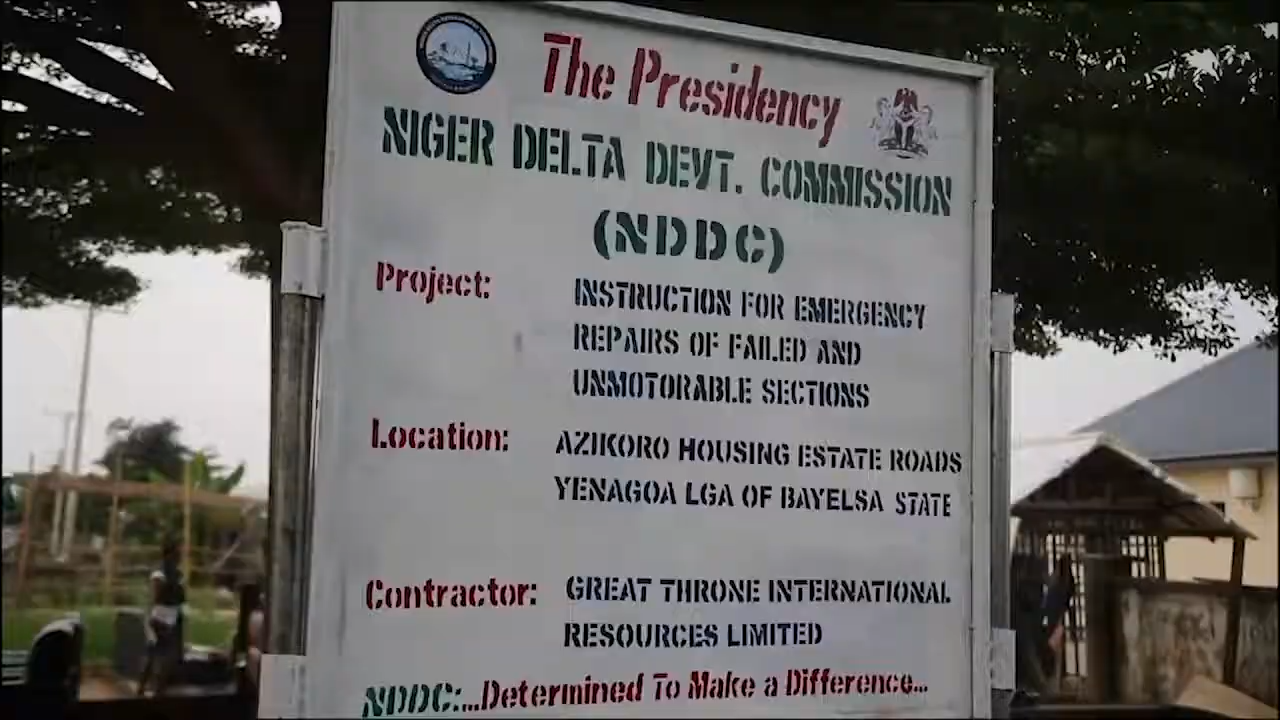 The Presidency
NIGER DELTA DEVT. COMMISSION
(NDDC)
Project: INSTRUCTION FOR EMERGENCY
REPAIRS OF FAILED AND
UNMOTORABLE SECTIONS
Location: AZIKORO HOUSING ESTATE ROADS
YENAGOA LGA OF BAYELSA STATE
Contractor: GREAT THRONE INTERNATIONAL
RESOURCES LIMITED
NDDC:...Determined To Make a Difference...